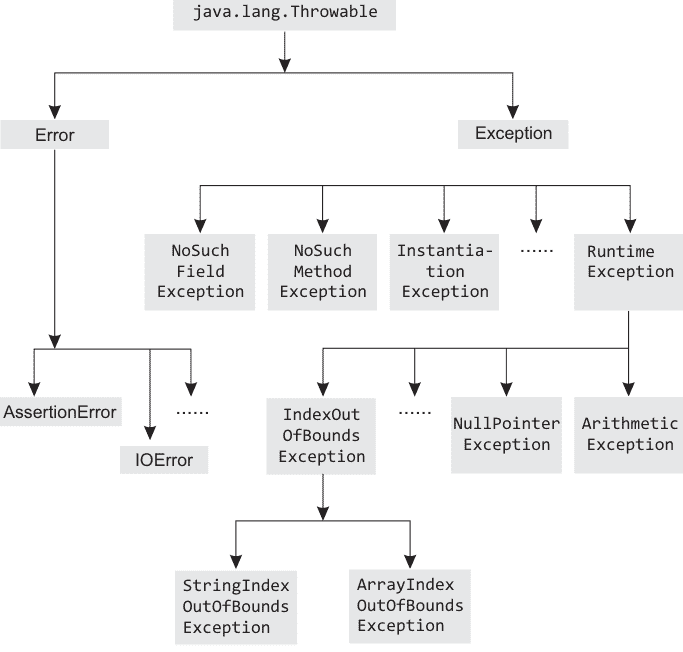 java.lang.Throwable
Error
Exception
NoSuch
Field
Exception
NoSuch
Method
Exception
Instantia-
tion
Exception
......
Runtime
Exception
AssertionError
IOError
......
IndexOut
OfBounds
Exception
......
NullPointer
Exception
Arithmetic
Exception
StringIndex
OutOfBounds
Exception
ArrayIndex
OutOfBounds
Exception